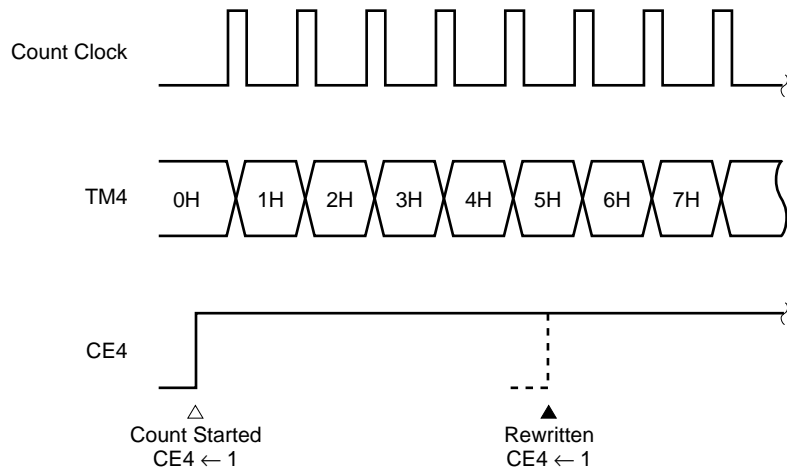 Count Clock
TM4
0H 1H 2H 3H 4H 5H 6H 7H
CE4
Count Started
CE4 ← 1
Rewritten
CE4 ← 1